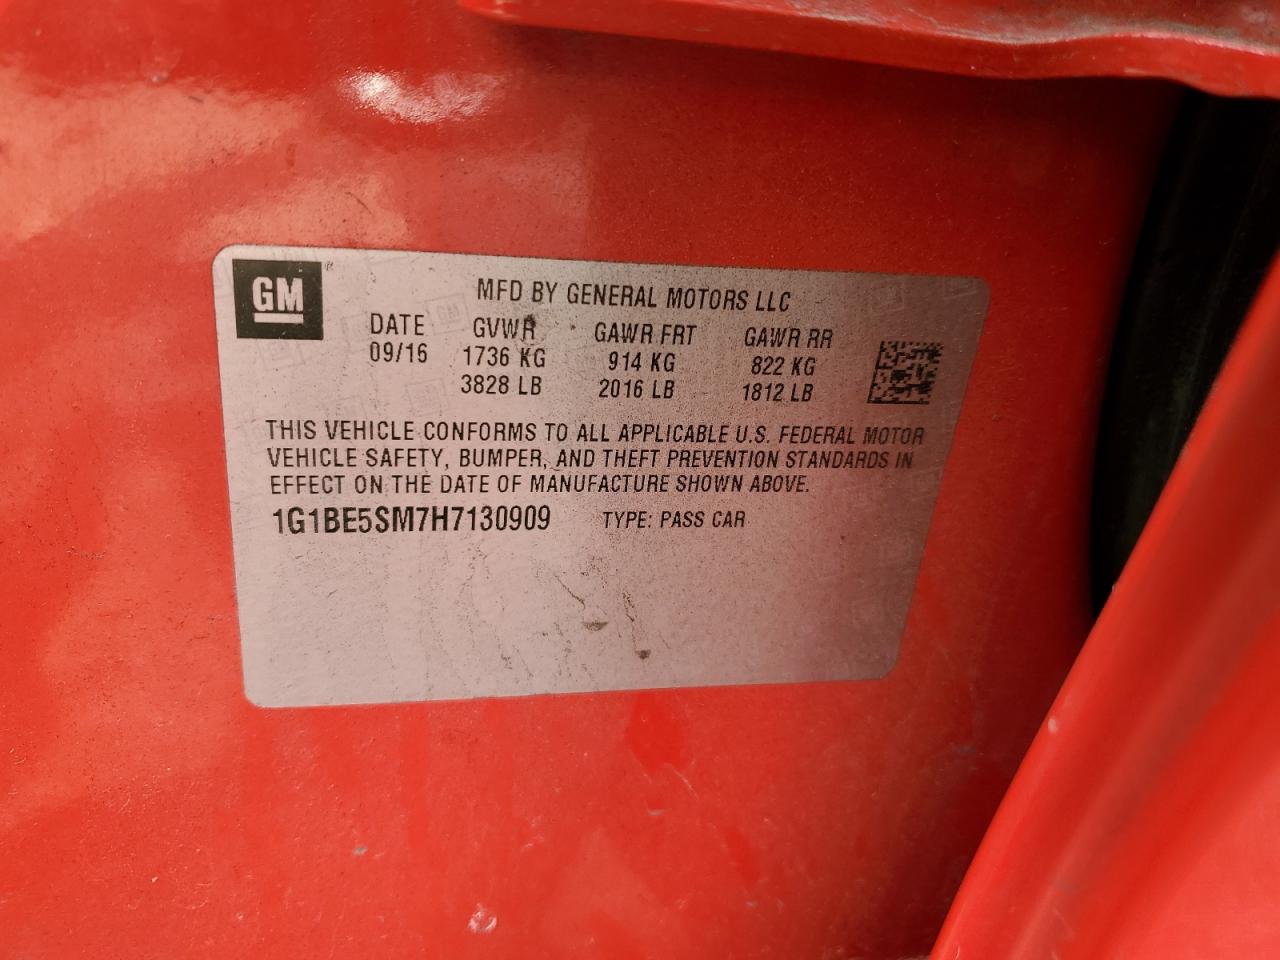 GM
MFD BY GENERAL MOTORS LLC
DATE GVWR GAWR FRT GAWR RR
09/16 1736 KG 914 KG 822 KG
3828 LB 2016 LB 1812 LB
THIS VEHICLE CONFORMS TO ALL APPLICABLE U.S. FEDERAL MOTOR
VEHICLE SAFETY, BUMPER, AND THEFT PREVENTION STANDARDS IN
EFFECT ON THE DATE OF MANUFACTURE SHOWN ABOVE.
1G1BE5SM7H7130909 TYPE: PASS CAR